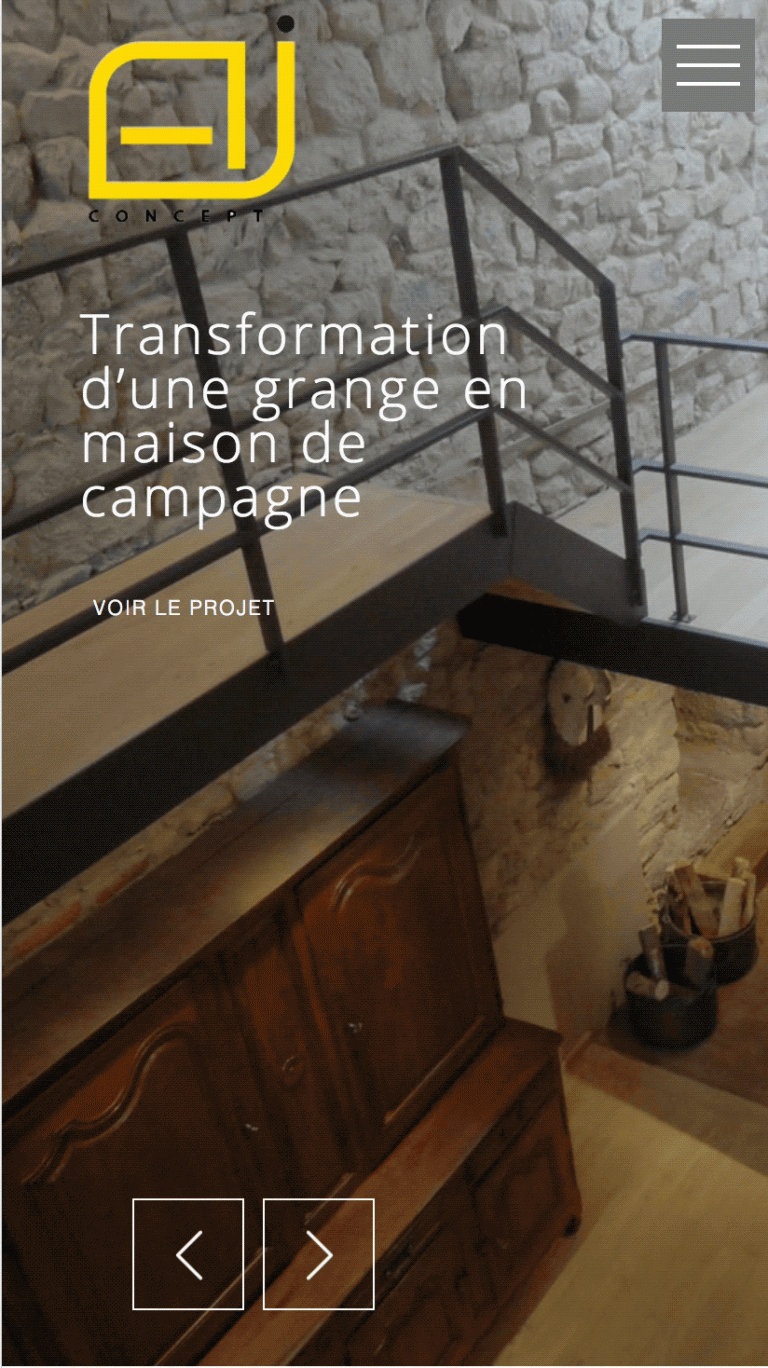 CONCEPT
Transformation
d’une grange en
maison de
campagne
VOIR LE PROJET